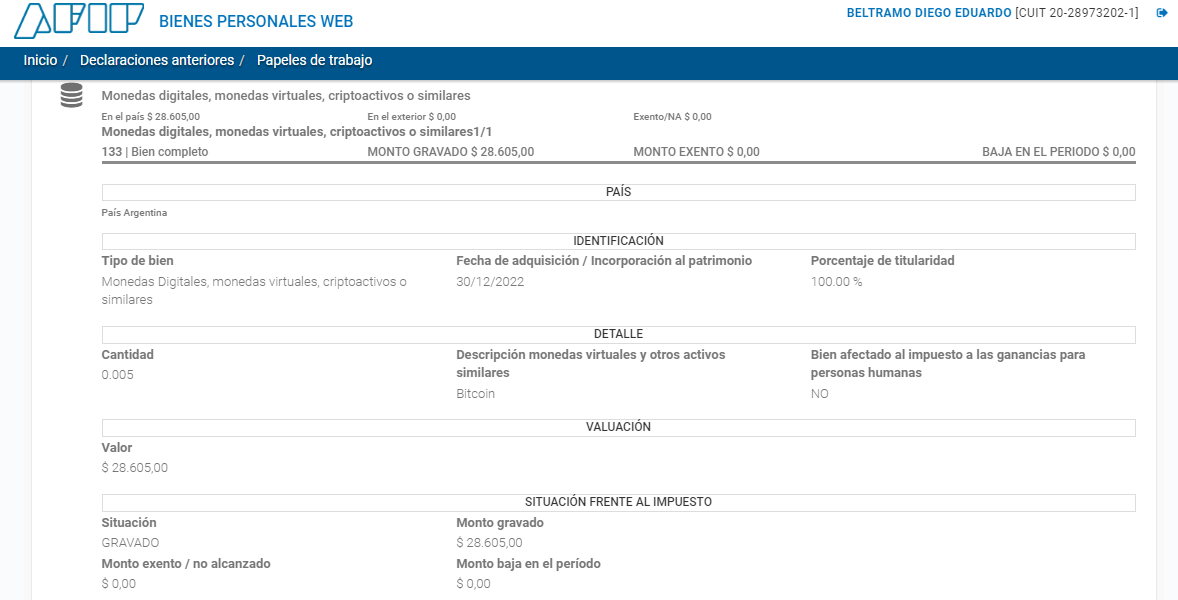 AFIP BIENES PERSONALES WEB
BELTRAMO DIEGO EDUARDO [CUIT 20-28973202-1]
Inicio / Declaraciones anteriores / Papeles de trabajo
Monedas digitales, monedas virtuales, criptoactivos o similares
En el país $ 28.605,00 En el exterior $ 0,00 Exento/NA $ 0,00
Monedas digitales, monedas virtuales, criptoactivos o similares1/1
133 | Bien completo MONTO GRAVADO $ 28.605,00 MONTO EXENTO $ 0,00 BAJA EN EL PERIODO $ 0,00
PAÍS
País Argentina
IDENTIFICACIÓN
Tipo de bien Fecha de adquisición / Incorporación al patrimonio Porcentaje de titularidad
Monedas Digitales, monedas virtuales, criptoactivos o 30/12/2022 100.00 %
similares
DETALLE
Cantidad Descripción monedas virtuales y otros activos Bien afectado al impuesto a las ganancias para
similares personas humanas
0.005
Bitcoin NO
VALUACIÓN
Valor
$ 28.605,00
SITUACIÓN FRENTE AL IMPUESTO
Situación Monto gravado
GRAVADO $ 28.605,00
Monto exento / no alcanzado Monto baja en el período
$ 0,00 $ 0,00